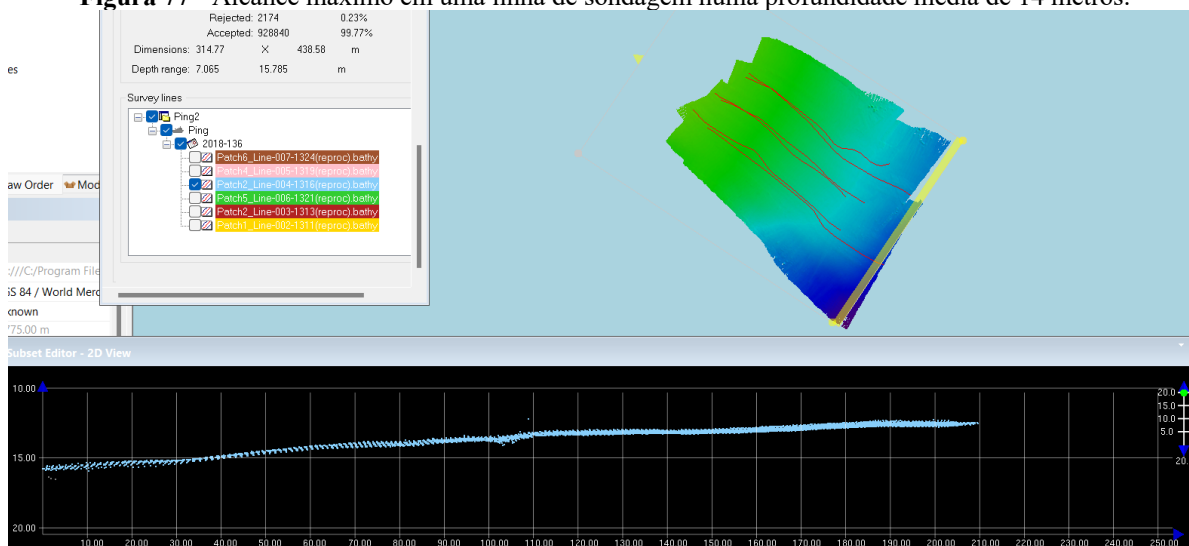 Figura 77 - Alcance máximo em uma linha de sondagem numa profundidade média de 14 metros.
Rejected: 2174 0.23%
Accepted: 928840 99.77%
Dimensions: 314.77 X 438.58 m
Depth range: 7.065 15.785 m
es
Survey lines
Ping2
Ping
2018-136
Patch6_Line-007-1324(reproc).bathy
Patch4_Line-005-1319(reproc).bathy
Patch2_Line-004-1316(reproc).bathy
Patch5_Line-006-1321(reproc).bathy
Patch2_Line-003-1313(reproc).bathy
Patch1_Line-002-1311(reproc).bathy
aw Order Mod
:///C:/Program File
SS 84 / World Merc
known
775.00 m
Subset Editor - 2D View
10.00
15.00
20.00
20.0
15.0
10.0
5.0
20.
10.00 20.00 30.00 40.00 50.00 60.00 70.00 80.00 90.00 100.00 110.00 120.00 130.00 140.00 150.00 160.00 170.00 180.00 190.00 200.00 210.00 220.00 230.00 240.00 250.00